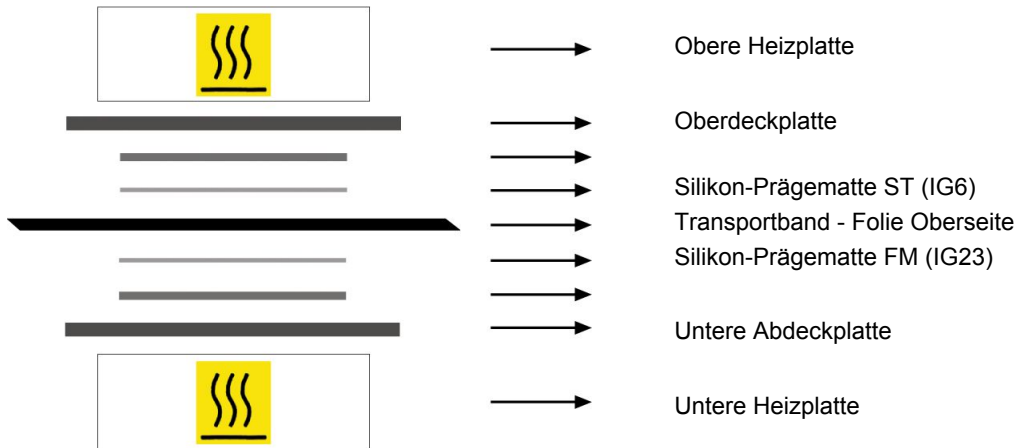 Obere Heizplatte
Oberdeckplatte
Silikon-Prägematte ST (IG6)
Transportband - Folie Oberseite
Silikon-Prägematte FM (IG23)
Untere Abdeckplatte
Untere Heizplatte